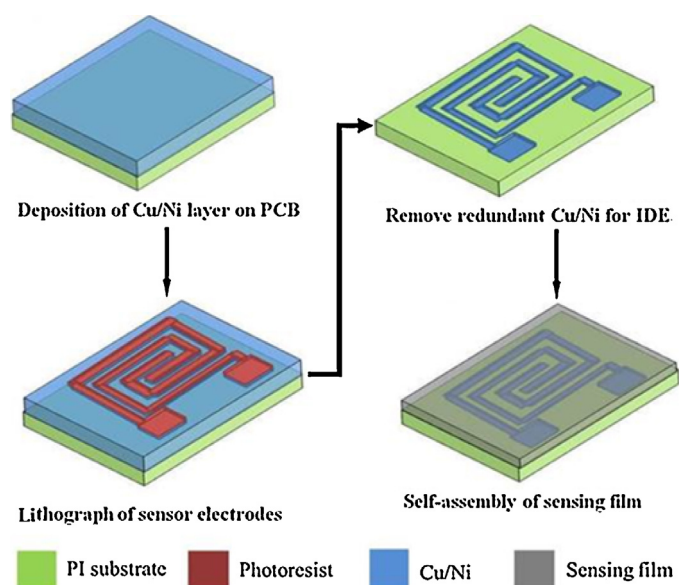 Deposition of Cu/Ni layer on PCB
Lithograph of sensor electrodes
Remove redundant Cu/Ni for IDE
Self-assembly of sensing film
PI substrate
Photoresist
Cu/Ni
Sensing film